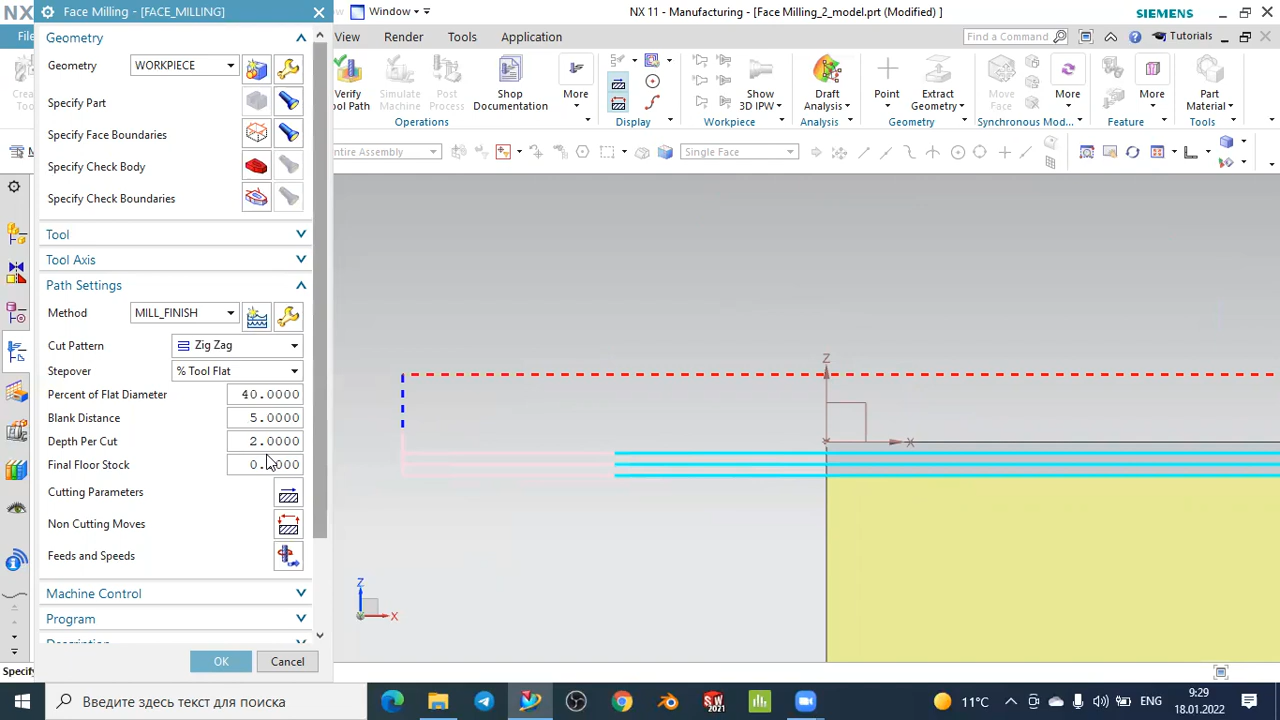 NX
Face Milling - [FACE_MILLING]
Window
NX 11 - Manufacturing - [Face Milling_2_model.prt (Modified) ]
SIEMENS
File
View
Render
Tools
Application
Find a Command
Tutorials
Verify Tool Path
Simulate Machine
Post Process
Shop Documentation
More
Operations
Display
Show 3D IPW
Workpiece
Draft Analysis
Analysis
Point
Extract Geometry
Geometry
Move Face
More
Synchronous Mod...
More
Feature
Part Material
Tools
Entire Assembly
Single Face
Geometry
Geometry WORKPIECE
Specify Part
Specify Face Boundaries
Specify Check Body
Specify Check Boundaries
Tool
Tool Axis
Path Settings
Method MILL_FINISH
Cut Pattern Zig Zag
Stepover % Tool Flat
Percent of Flat Diameter 40.0000
Blank Distance 5.0000
Depth Per Cut 2.0000
Final Floor Stock
Cutting Parameters
Non Cutting Moves
Feeds and Speeds
Machine Control
Program
OK
Cancel
Z
X
Z
X
Y
Введите здесь текст для поиска
SW
2021
11°C
ENG
9:29
18.01.2022